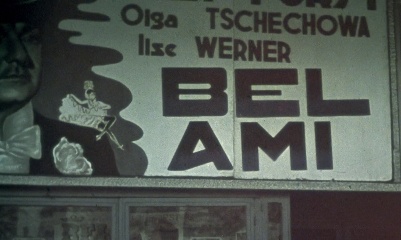 Olga TSCHECHOWA
Ilse WERNER
BEL
AMI